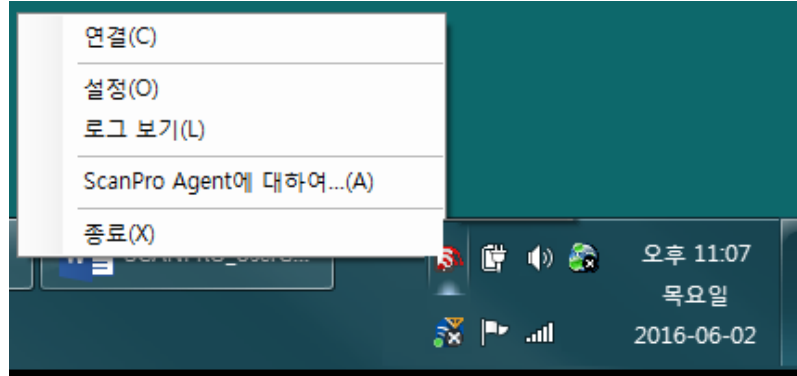 연결(C)
설정(O)
로그 보기(L)
ScanPro Agent에 대하여...(A)
종료(X)
오후 11:07
목요일
2016-06-02